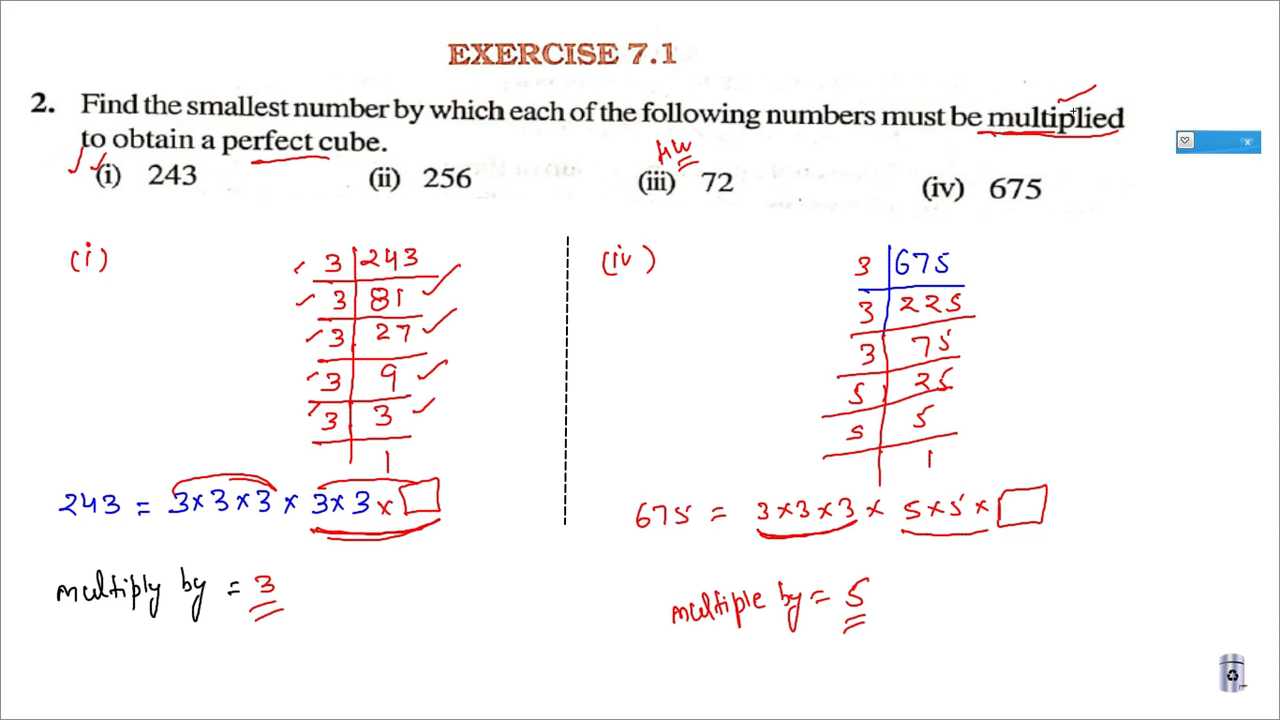 EXERCISE 7.1
2. Find the smallest number by which each of the following numbers must be multiplied
to obtain a perfect cube.
HW
(i) 243 (ii) 256 (iii) 72 (iv) 675
(i)
3 | 243
3 | 81
3 | 27
3 | 9
3 | 3
1
243 = 3×3×3 × 3×3×
multiply by = 3
(iv)
3 | 675
3 | 225
3 | 75
5 | 25
5 | 5
1
675 = 3×3×3× 5×5×
multiple by = 5